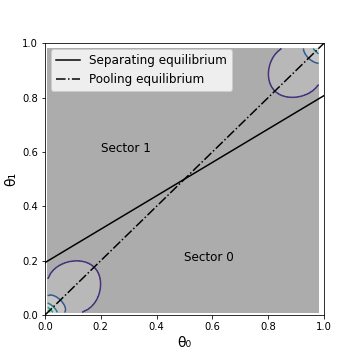 Separating equilibrium
Pooling equilibrium
Sector 1
Sector 0
θ₁
1.0
0.8
0.6
0.4
0.2
0.0
0.0 0.2 0.4 0.6 0.8 1.0
θ₀